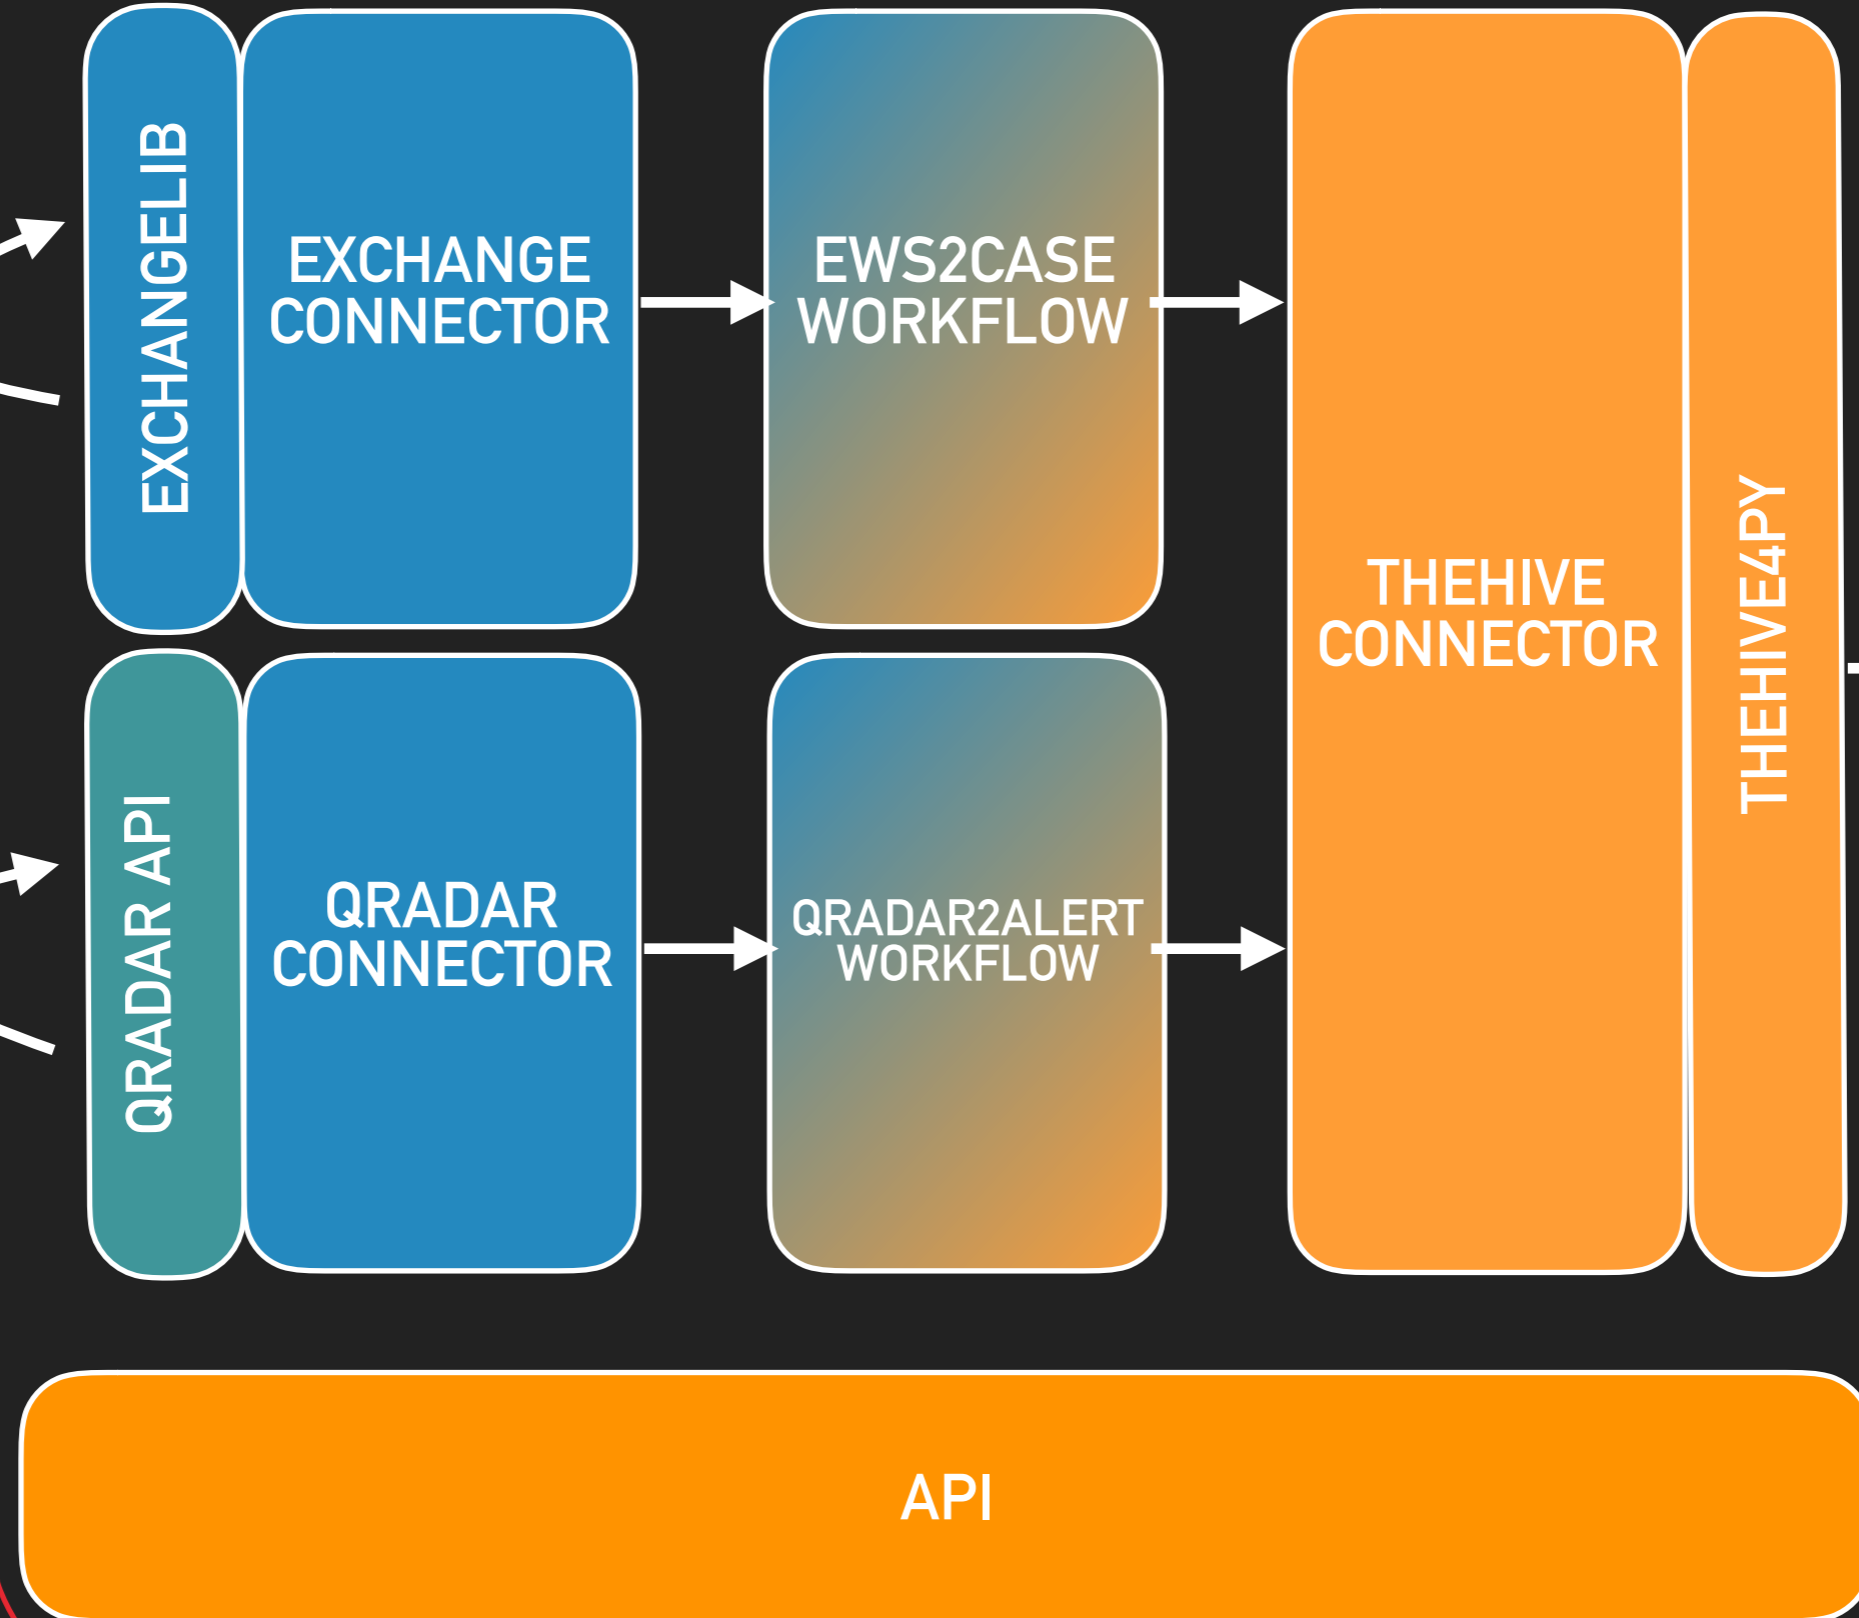 EXCHANGELIB
EXCHANGE
CONNECTOR
EWS2CASE
WORKFLOW
THEHIVE
CONNECTOR
THEHIVE4PY
QRADAR API
QRADAR
CONNECTOR
QRADAR2ALERT
WORKFLOW
API